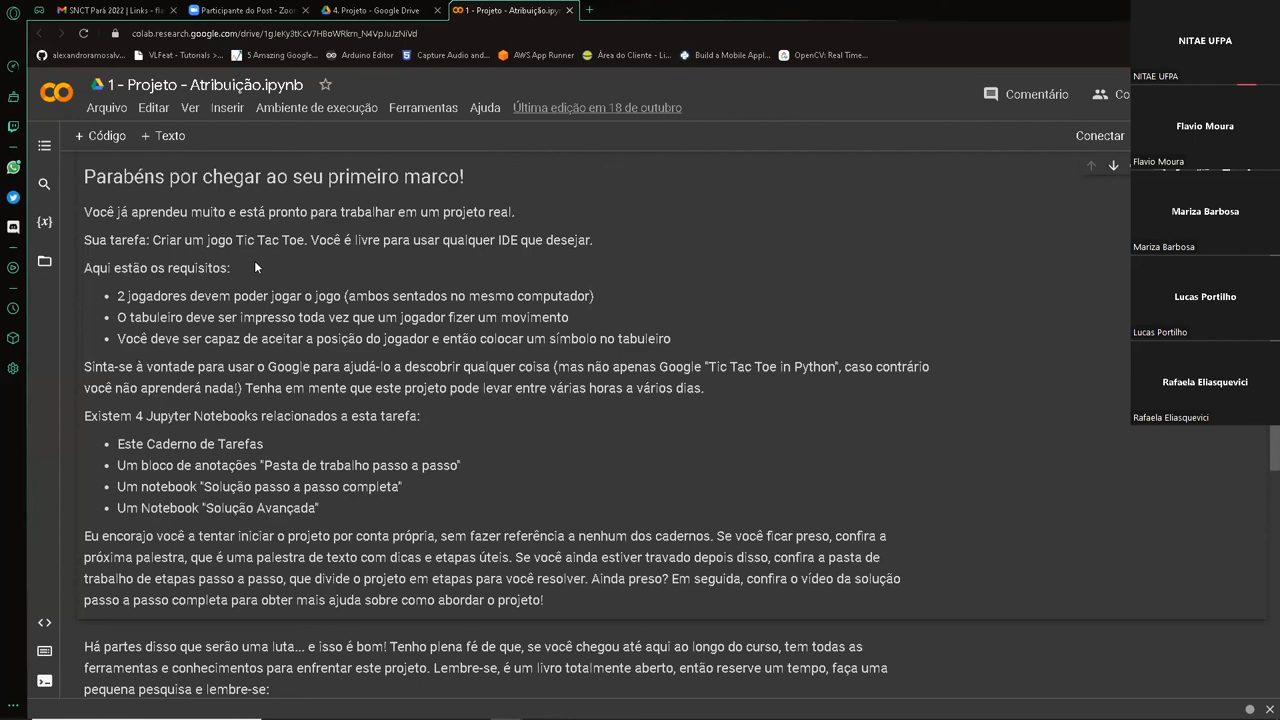 SNCT Pará 2022 | Links - fl
Participante do Post - Zoo
4. Projeto - Google Drive
1 - Projeto - Atribuição.ipy
colab.research.google.com/drive/
alexandroramosalv
VLFeat - Tutorials >...
5 Amazing Google...
Arduino Broteleiro
Capture Audio and...
AWS App Runner
Área do Cliente -...
Build a Mobile Appl...
OpenCV: Real Time...
1 - Projeto - Atribuição.ipynb
Arquivo Editar Ver Inserir Ambiente de execução Ferramentas Ajuda Última edição em 18 de outubro
Comentário Co
+ Código + Texto
Conectar
Parabéns por chegar ao seu primeiro marco!
Você já aprendeu muito e está pronto para trabalhar em um projeto real.
Sua tarefa: Criar um jogo Tic Tac Toe. Você é livre para usar qualquer IDE que desejar.
Aqui estão os requisitos:
• 2 jogadores devem poder jogar o jogo (ambos sentados no mesmo computador)
• O tabuleiro deve ser impresso toda vez que um jogador fizer um movimento
• Você deve ser capaz de aceitar a posição do jogador e então colocar um símbolo no tabuleiro
Sinta-se à vontade para usar o Google para ajudá-lo a descobrir qualquer coisa (mas não apenas Google "Tic Tac Toe in Python", caso contrário
você não aprenderá nada!) Tenha em mente que este projeto pode levar entre várias horas a vários dias.
Existem 4 Jupyter Notebooks relacionados a esta tarefa:
• Este Caderno de Tarefas
• Um bloco de anotações "Pasta de trabalho passo a passo"
• Um notebook "Solução passo a passo completa"
• Um Notebook "Solução Avançada"
Eu encorajo você a tentar iniciar o projeto por conta própria, sem fazer referência a nenhum dos cadernos. Se você ficar preso, confira a
próxima palestra, que é uma palestra de texto com dicas e etapas úteis. Se você ainda estiver travado depois disso, confira a pasta de
trabalho de etapas passo a passo, que divide o projeto em etapas para você resolver. Ainda preso? Em seguida, confira o vídeo da solução
passo a passo completa para obter mais ajuda sobre como abordar o projeto!
Há partes disso que serão uma luta... e isso é bom! Tenho plena fé de que, se você chegou até aqui ao longo do curso, tem todas as
ferramentas e conhecimentos para enfrentar este projeto. Lembre-se, é um livro totalmente aberto, então reserve um tempo, faça uma
pequena pesquisa e lembre-se:
NITAE UFPA
NITAE UFPA
Flavio Moura
Flavio Moura
Mariza Barbosa
Mariza Barbosa
Lucas Portilho
Lucas Portilho
Rafaela Eliasquevici
Rafaela Eliasquevici